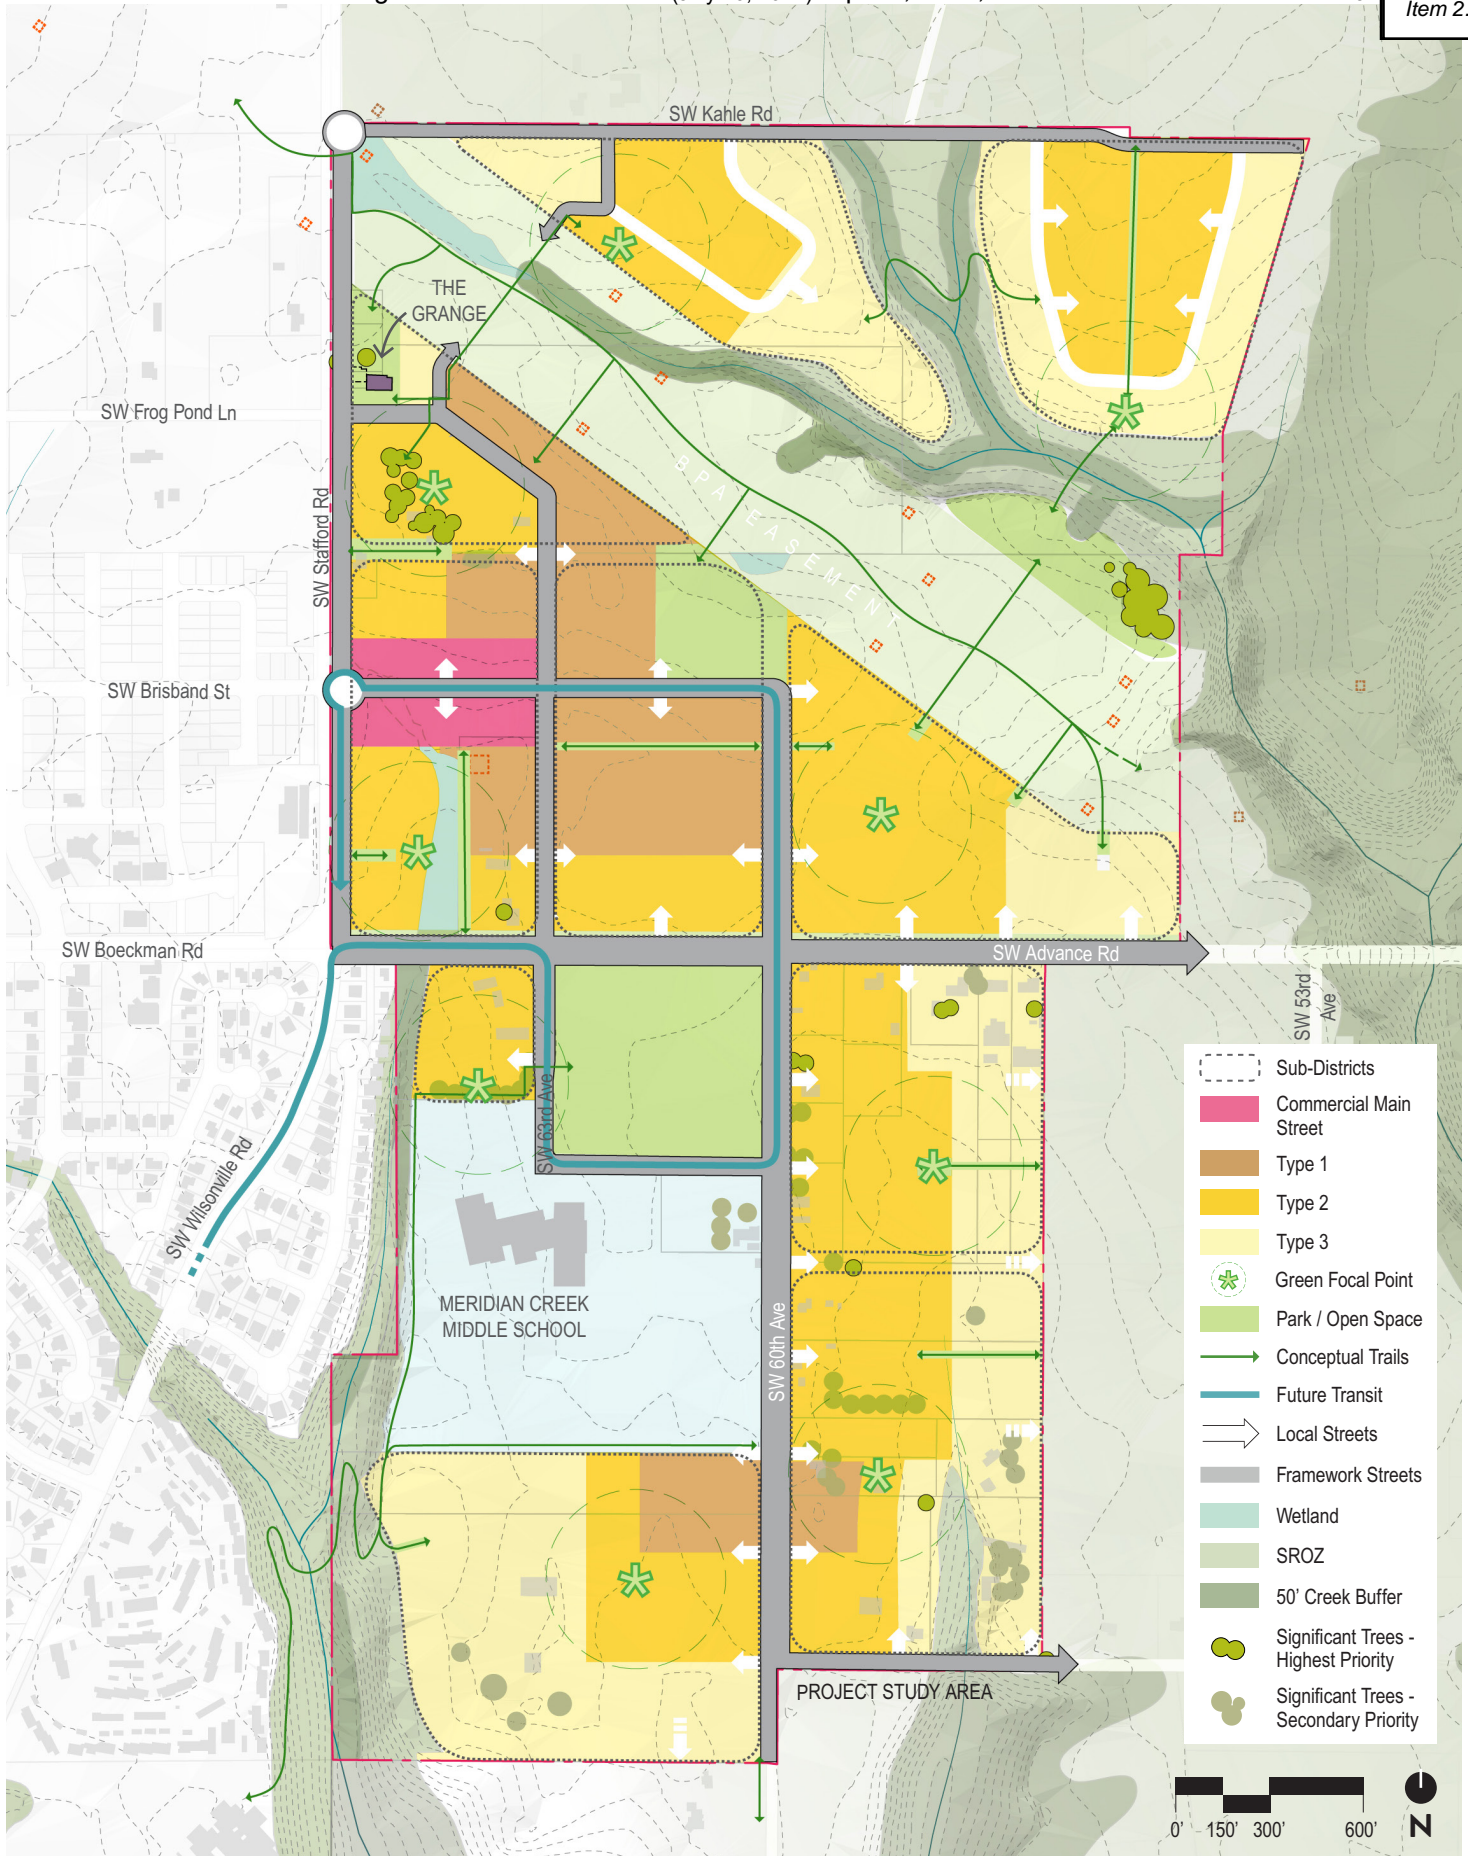 Item 2.
SW Kahle Rd
THE
GRANGE
SW Frog Pond Ln
SW Stafford Rd
BPA EASEMENT
SW Brisband St
SW Boeckman Rd
SW Advance Rd
SW 53rd
Ave
SW 63rd Ave
SW Wilsonville Rd
MERIDIAN CREEK
MIDDLE SCHOOL
SW 60th Ave
PROJECT STUDY AREA
Sub-Districts
Commercial Main
Street
Type 1
Type 2
Type 3
Green Focal Point
Park / Open Space
Conceptual Trails
Future Transit
Local Streets
Framework Streets
Wetland
SROZ
50' Creek Buffer
Significant Trees -
Highest Priority
Significant Trees -
Secondary Priority
0' 150' 300' 600'
N